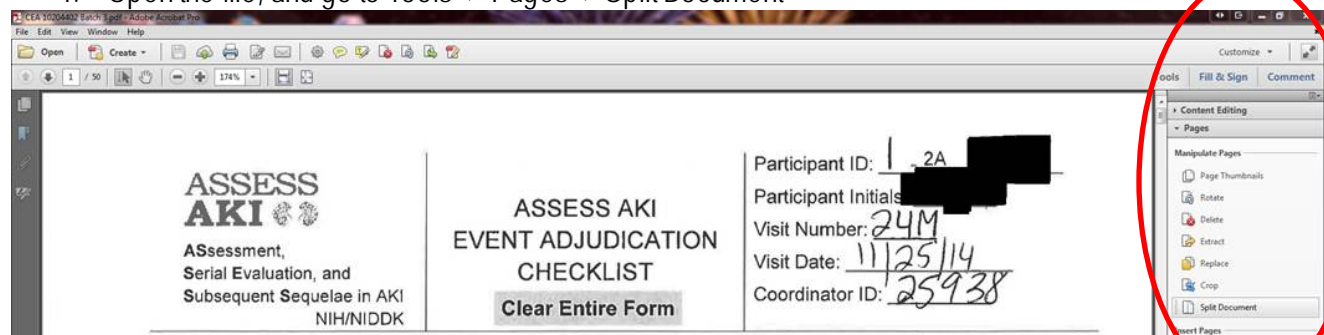 Open the file, and go to Tools → Pages → Split Document
CEA 10204402 Batch 3.pdf - Adobe Acrobat Pro
File Edit View Window Help
Open Create
Customize
1 / 50 174%
Tools Fill & Sign Comment
Content Editing
Pages
Manipulate Pages
Page Thumbnails
Rotate
Delete
Extract
Replace
Crop
Split Document
Insert Pages
ASSESS
AKI
ASsessment,
Serial Evaluation, and
Subsequent Sequelae in AKI
NIH/NIDDK
ASSESS AKI
EVENT ADJUDICATION
CHECKLIST
Clear Entire Form
Participant ID: 1 - 2A
Participant Initials
Visit Number: 24M
Visit Date: 11/25/14
Coordinator ID: 25938